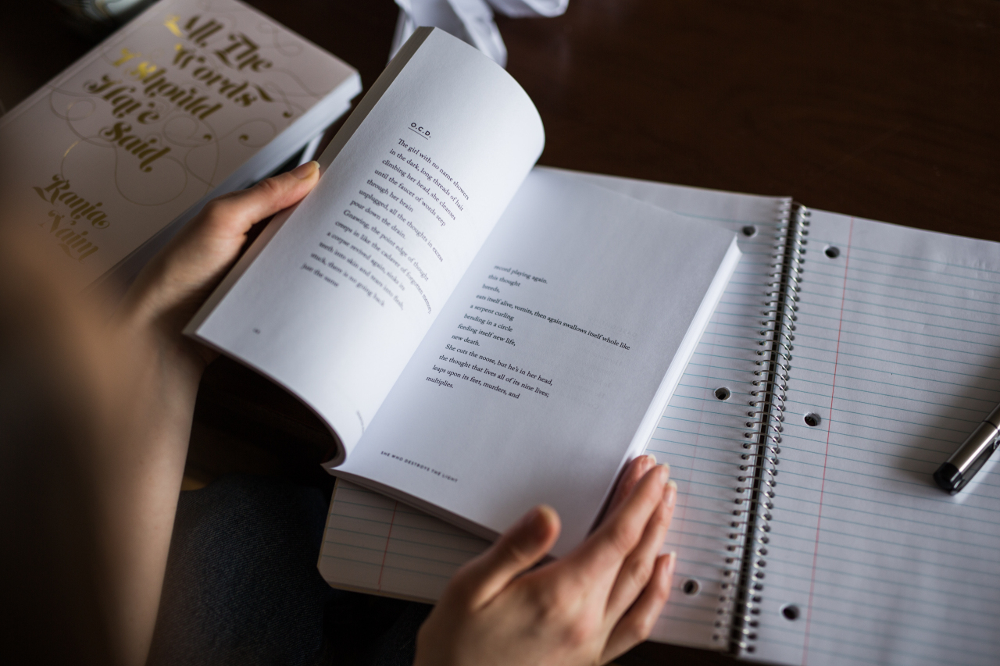 All The
Words
I Should
Have
Said
Rania
Naim
O.C.D.
The girl with no name showers
in the dark, long threads of hair
climbing her head, she cleanses
until the faucet of words seep
through her brain
unplugged, all the thoughts in excess
pour down the drain.
Gnawing, the point edge of thought
creeps in like the cadaver of forgotten memory,
a corpse revived again, sinks its
teeth into skin and tears into flesh,
stuck, there is no going back
just the same
record playing again,
this thought
breeds,
eats itself alive, vomits, then again swallows itself whole like
a serpent curling
bending in a circle
feeding itself new life,
new death.
She cuts the noose, but he's in her head,
the thought that lives all of its nine lives;
leaps upon its feet, murders, and
multiplies.
SHE WHO DESTROYS THE LIGHT